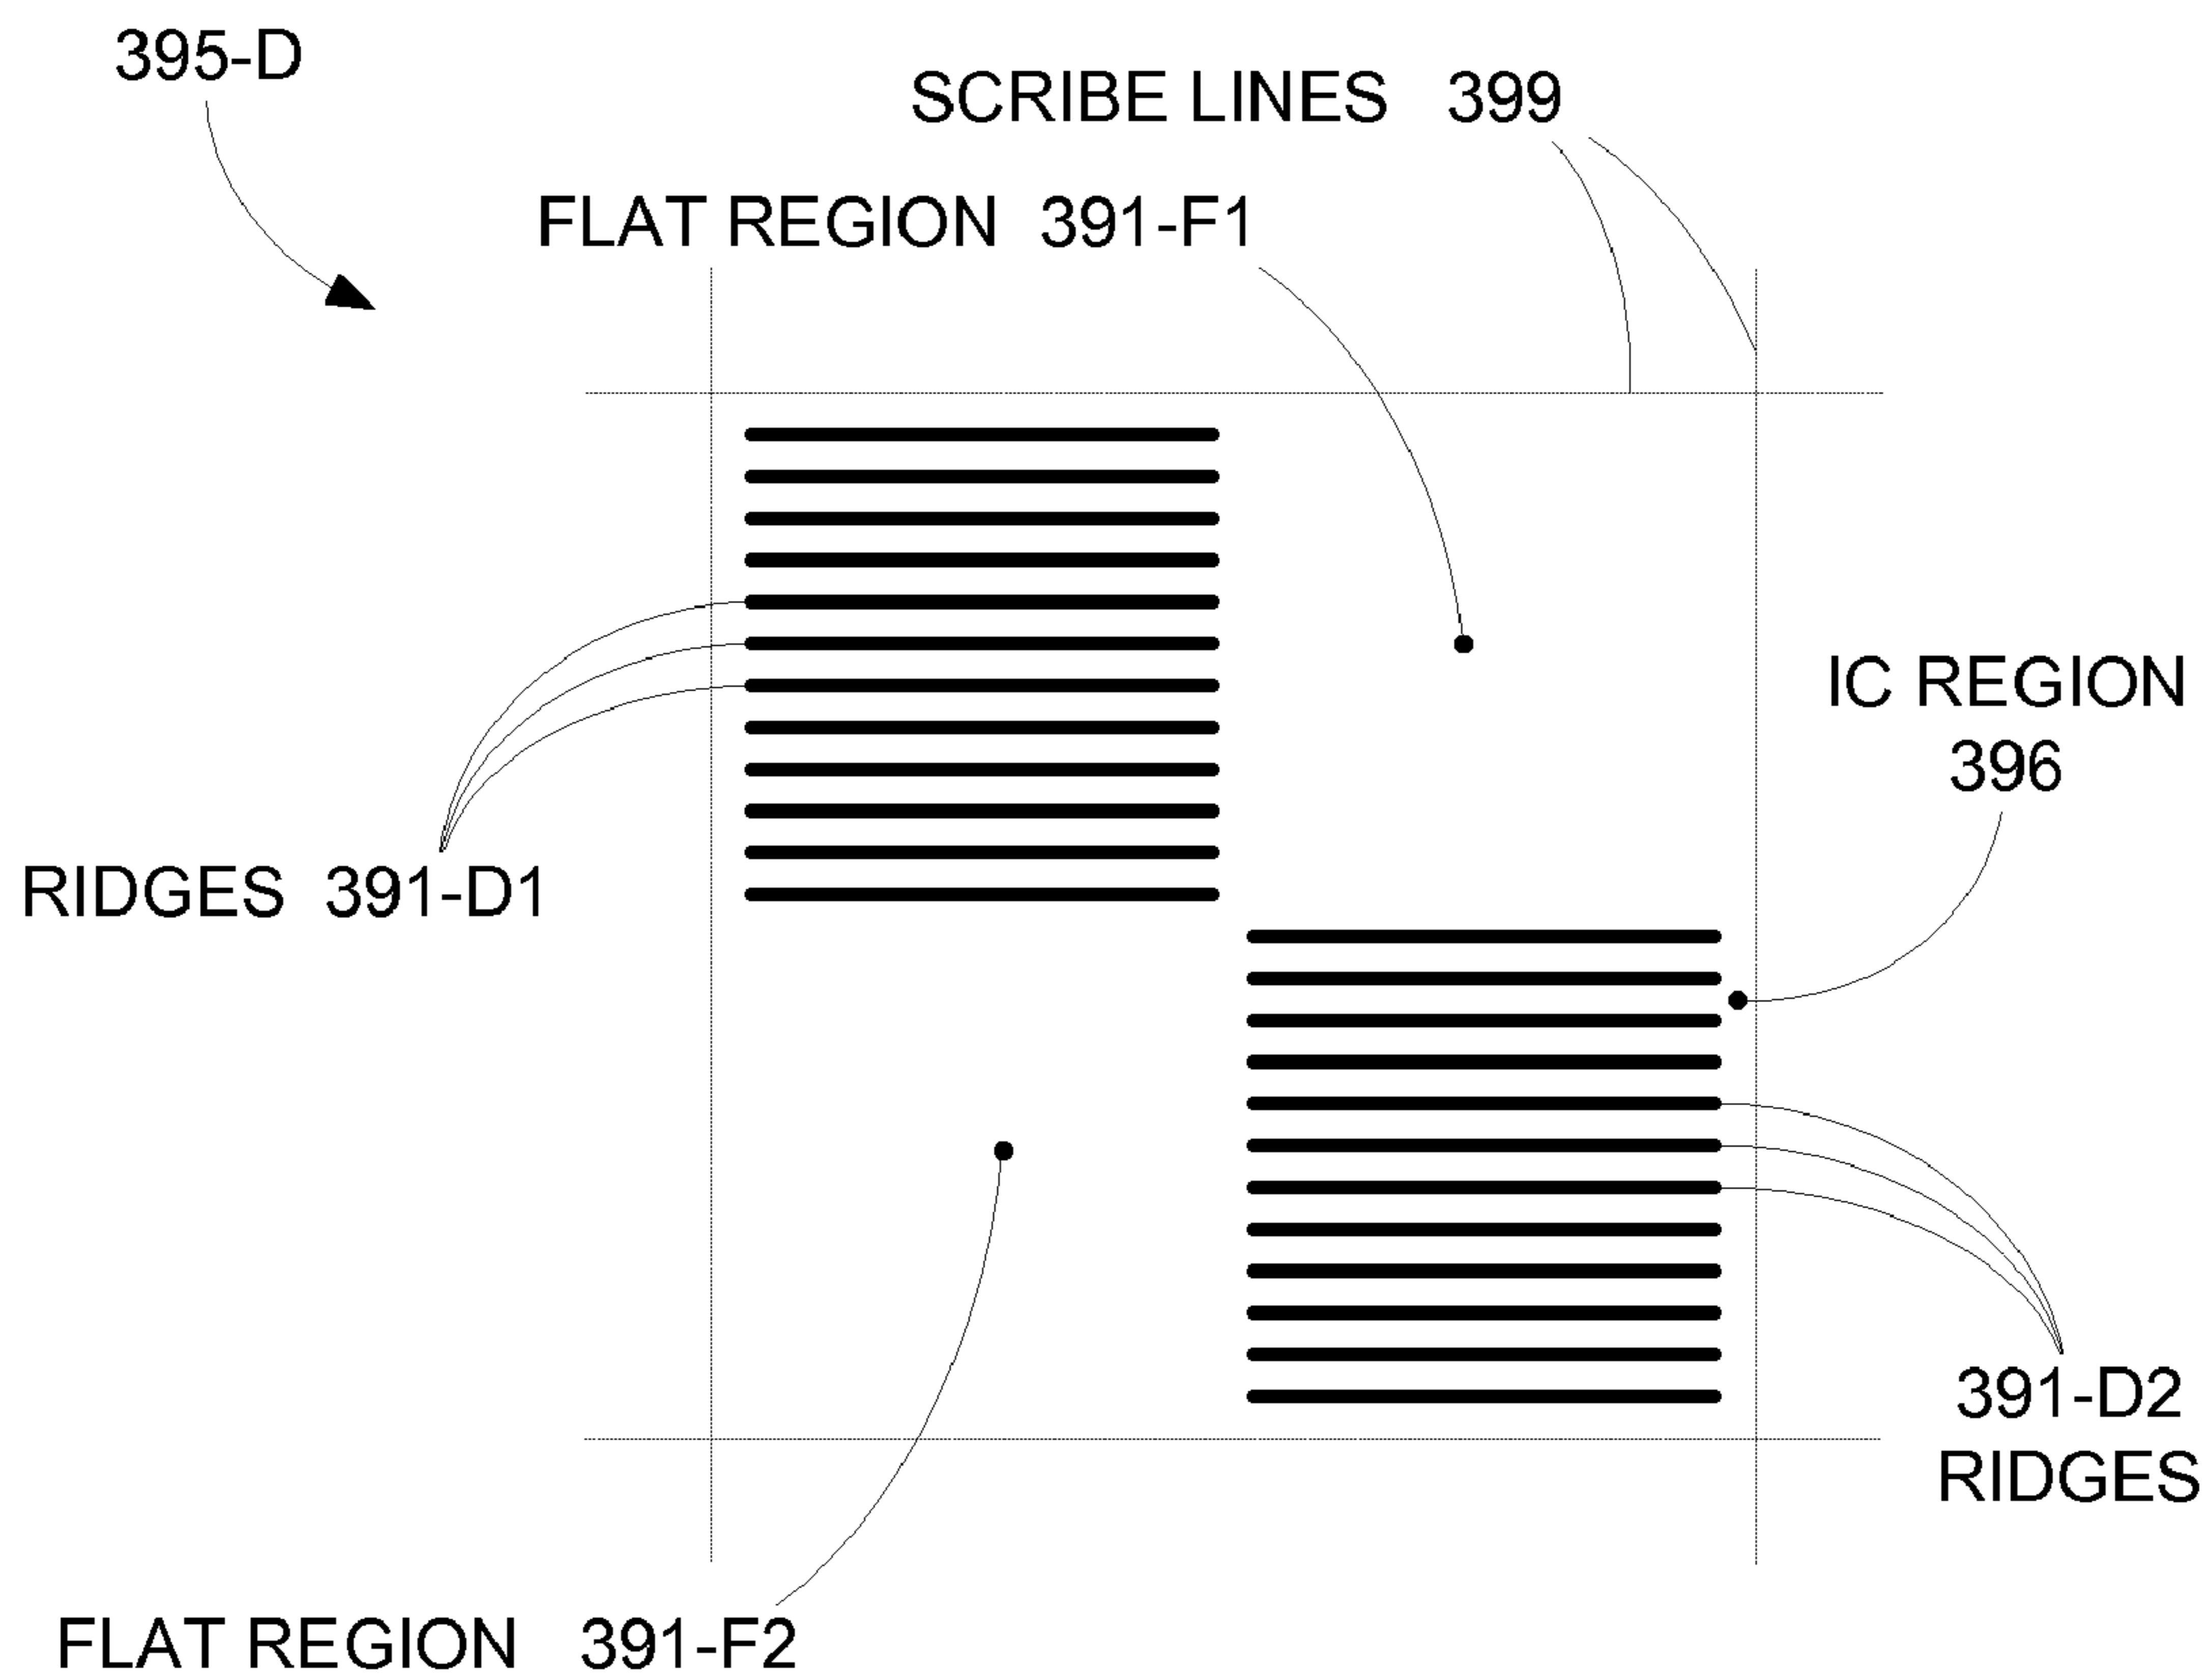 395-D
SCRIBE LINES 399
FLAT REGION 391-F1
IC REGION
396
RIDGES 391-D1
391-D2
RIDGES
FLAT REGION 391-F2